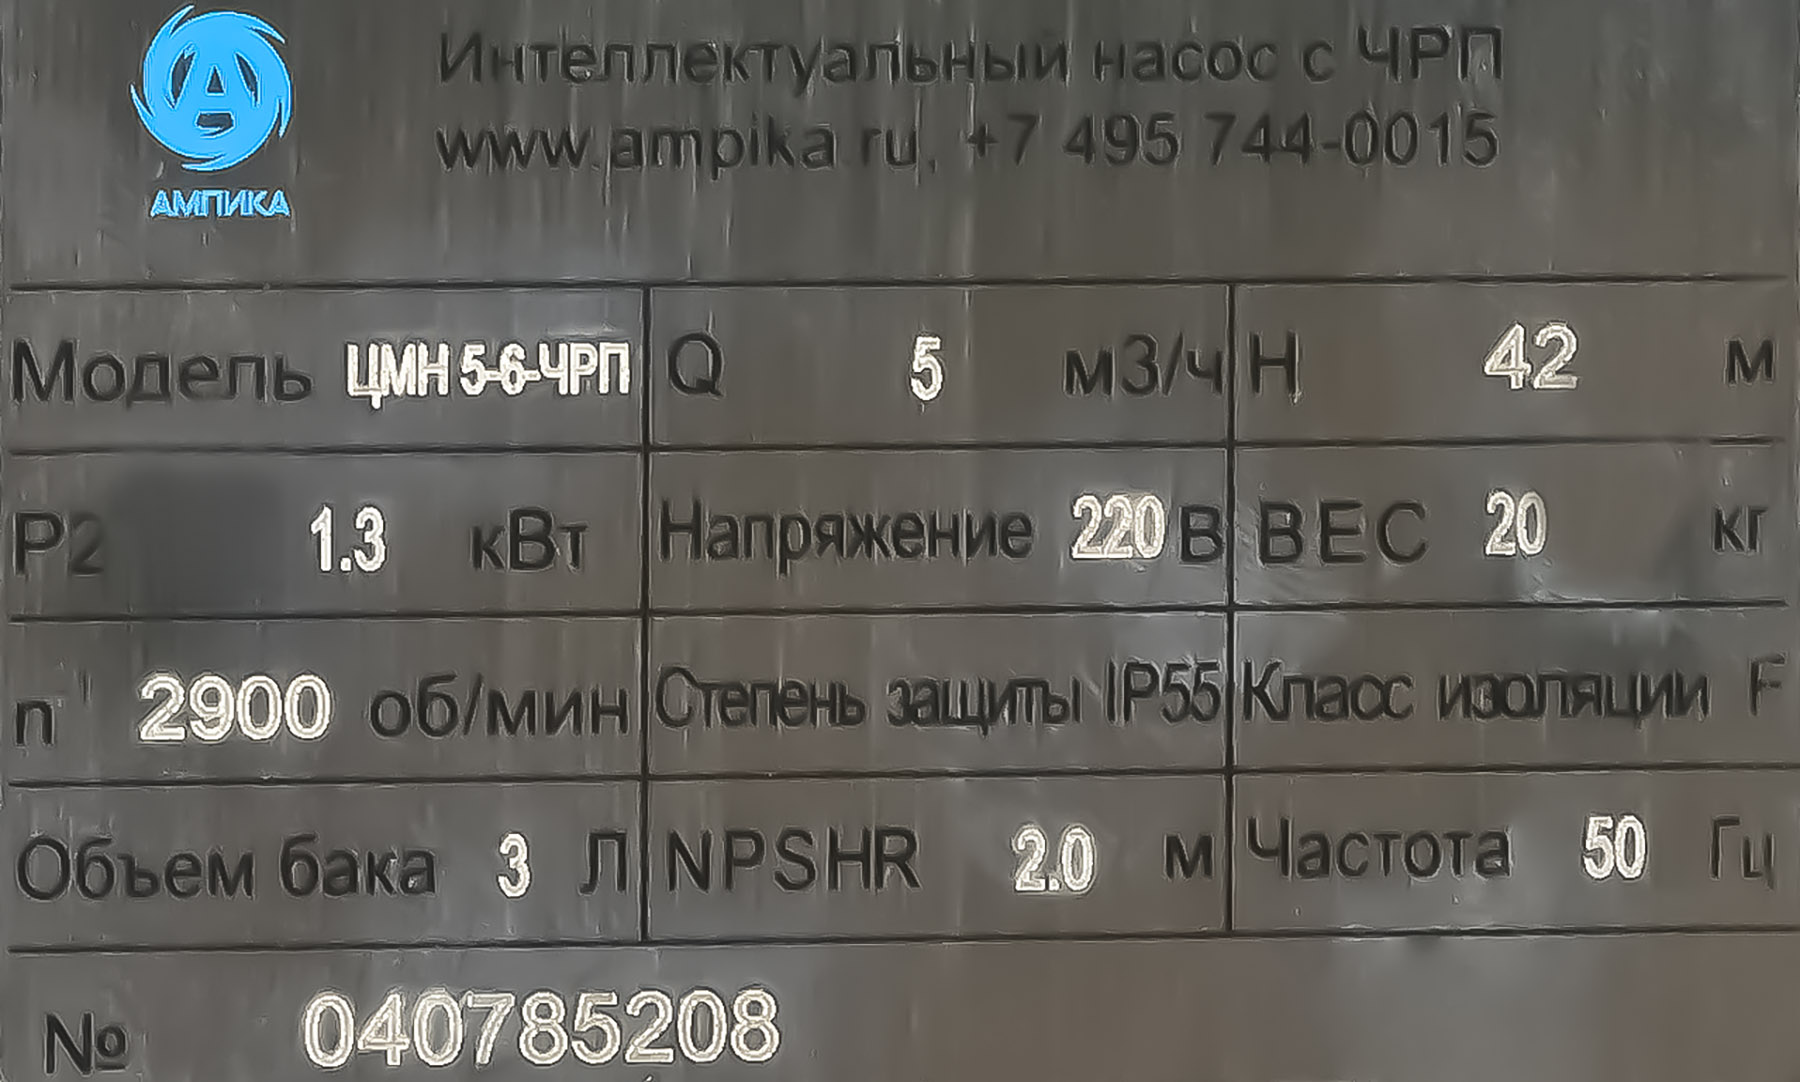 Интеллектуальный насос с ЧРП
www.ampika.ru, +7 495 744-0015
АМПИКА
Модель ЦМН 5-6-ЧРП Q 5 м3/ч H 42 м
P2 1.3 кВт Напряжение 220 В ВЕС 20 кг
n' 2900 об/мин Степень защиты IP55 Класс изоляции F
Объем бака 3 Л NPSHR 2.0 м Частота 50 Гц
№ 040785208